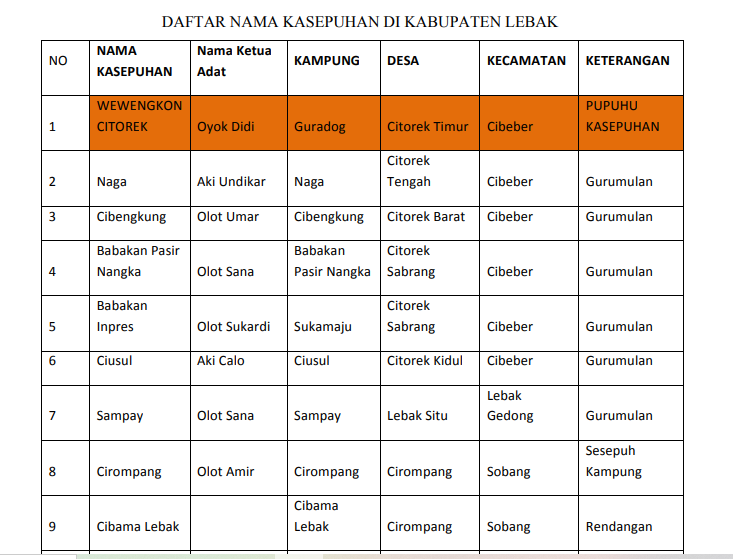 DAFTAR NAMA KASEPUHAN DI KABUPATEN LEBAK
NO NAMA KASEPUHAN Nama Ketua Adat KAMPUNG DESA KECAMATAN KETERANGAN
1 WEWENGKON CITOREK Oyok Didi Guradog Citorek Timur Cibeber PUPUHU KASEPUHAN
2 Naga Aki Undikar Naga Citorek Tengah Cibeber Gurumulan
3 Cibengkung Olot Umar Cibengkung Citorek Barat Cibeber Gurumulan
4 Babakan Pasir Nangka Olot Sana Babakan Pasir Nangka Citorek Sabrang Cibeber Gurumulan
5 Babakan Inpres Olot Sukardi Sukamaju Citorek Sabrang Cibeber Gurumulan
6 Ciusul Aki Calo Ciusul Citorek Kidul Cibeber Gurumulan
7 Sampay Olot Sana Sampay Lebak Situ Lebak Gedong Gurumulan
8 Cirompang Olot Amir Cirompang Cirompang Sobang Sesepuh Kampung
9 Cibama Lebak Cibama Lebak Cirompang Sobang Rendangan